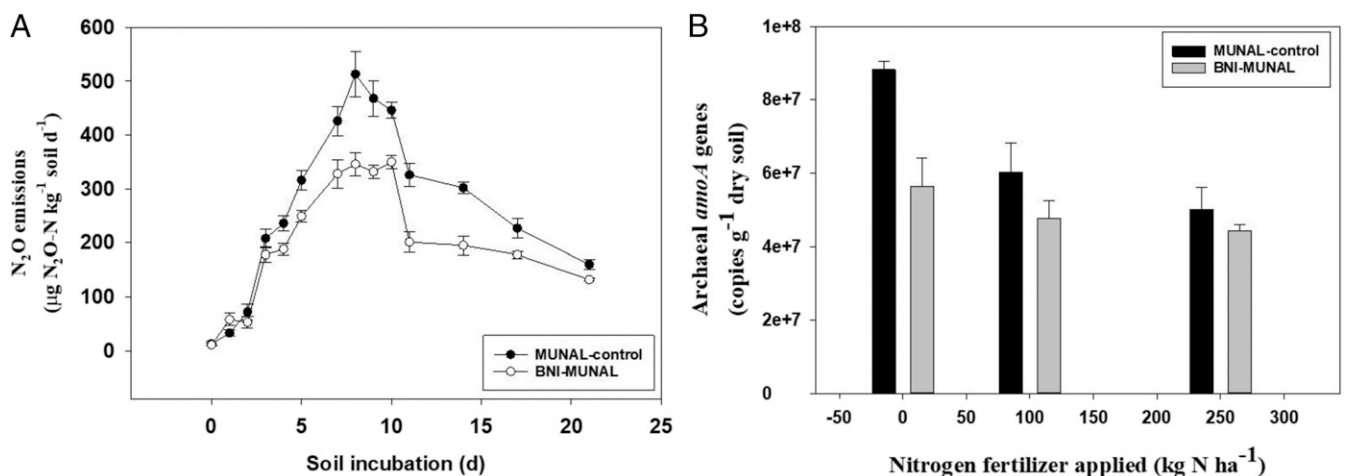 A
N₂O emissions
(µg N₂O-N kg⁻¹ soil d⁻¹)
600
500
400
300
200
100
0
MUNAL-control
BNI-MUNAL
0 5 10 15 20 25
Soil incubation (d)
B
Archaeal amoA genes
(copies g⁻¹ dry soil)
1e+8
8e+7
6e+7
4e+7
2e+7
0
MUNAL-control
BNI-MUNAL
-50 0 50 100 150 200 250 300
Nitrogen fertilizer applied (kg N ha⁻¹)